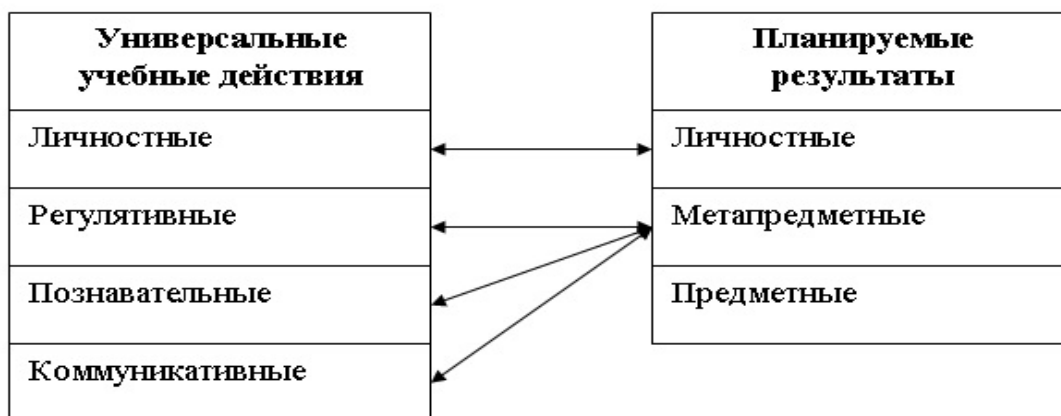 Универсальные
учебные действия
Личностные
Регулятивные
Познавательные
Коммуникативные
Планируемые
результаты
Личностные
Метапредметные
Предметные